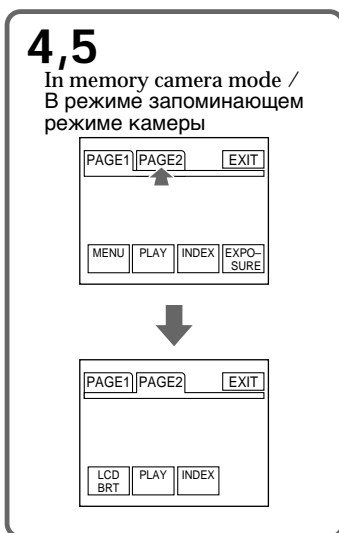 4,5
In memory camera mode /
В режиме запоминающем
режиме камеры
PAGE1 PAGE2 EXIT
MENU PLAY INDEX EXPO–
SURE
PAGE1 PAGE2 EXIT
LCD PLAY INDEX
BRT